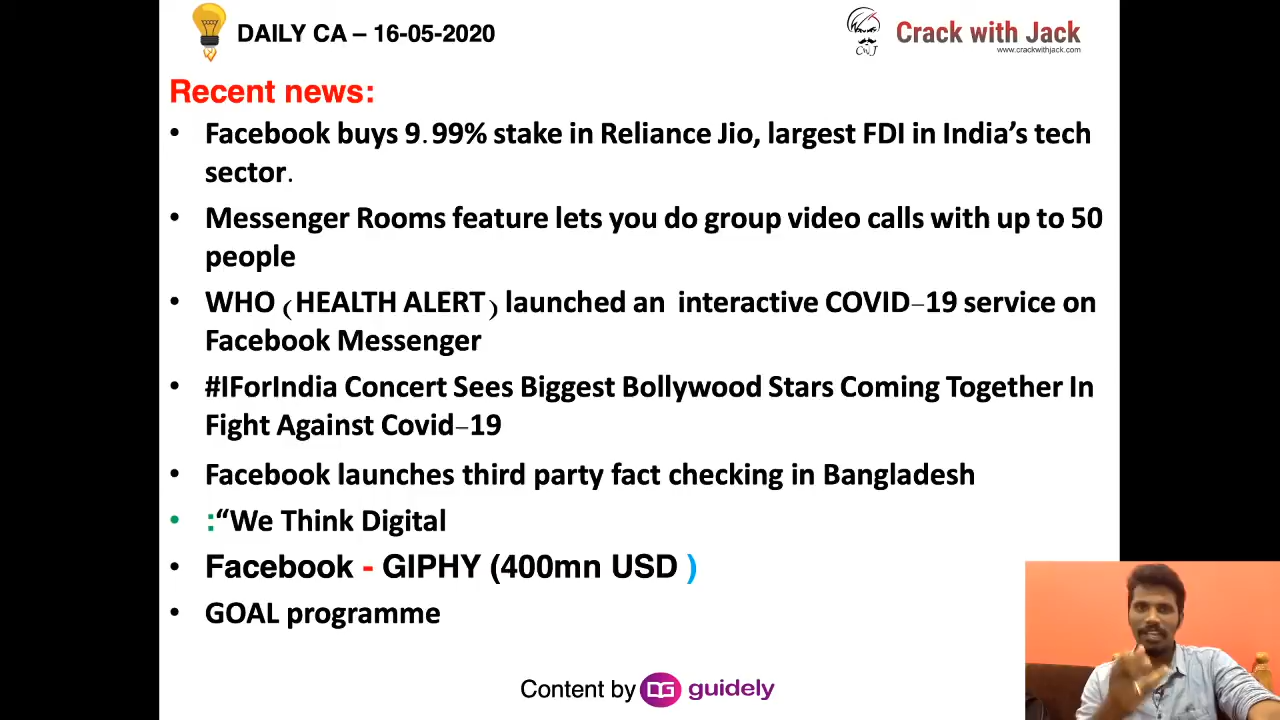 DAILY CA – 16-05-2020
CwJ
Crack with Jack
www.crackwithjack.com
Recent news:
• Facebook buys 9.99% stake in Reliance Jio, largest FDI in India’s tech
sector.
• Messenger Rooms feature lets you do group video calls with up to 50
people
• WHO (HEALTH ALERT) launched an interactive COVID–19 service on
Facebook Messenger
• #IForIndia Concert Sees Biggest Bollywood Stars Coming Together In
Fight Against Covid–19
• Facebook launches third party fact checking in Bangladesh
• :“We Think Digital
• Facebook - GIPHY (400mn USD )
• GOAL programme
Content by DG guidely